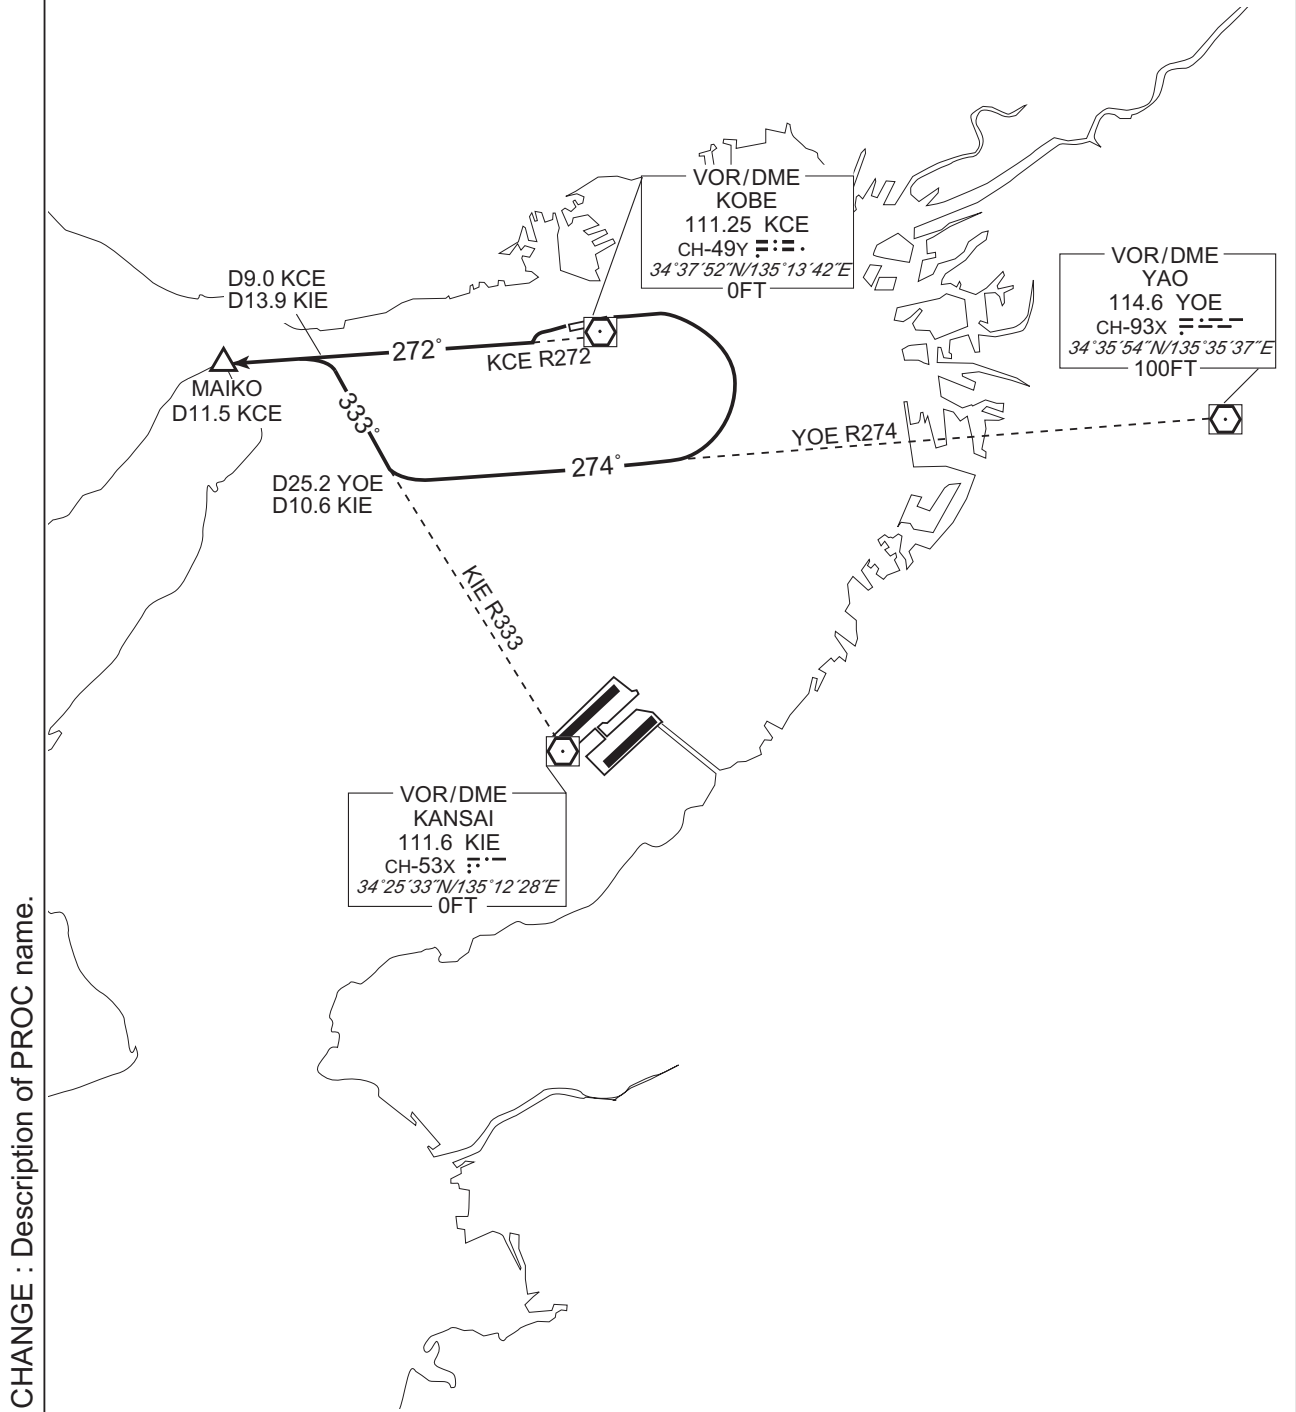 VOR/DME
KOBE
111.25 KCE
CH-49Y
34°37′52″N/135°13′42″E
0FT
VOR/DME
YAO
114.6 YOE
CH-93X
34°35′54″N/135°35′37″E
100FT
D9.0 KCE
D13.9 KIE
272°
KCE R272
MAIKO
D11.5 KCE
333°
YOE R274
274°
D25.2 YOE
D10.6 KIE
KIE R333
VOR/DME
KANSAI
111.6 KIE
CH-53X
34°25′33″N/135°12′28″E
0FT
CHANGE : Description of PROC name.